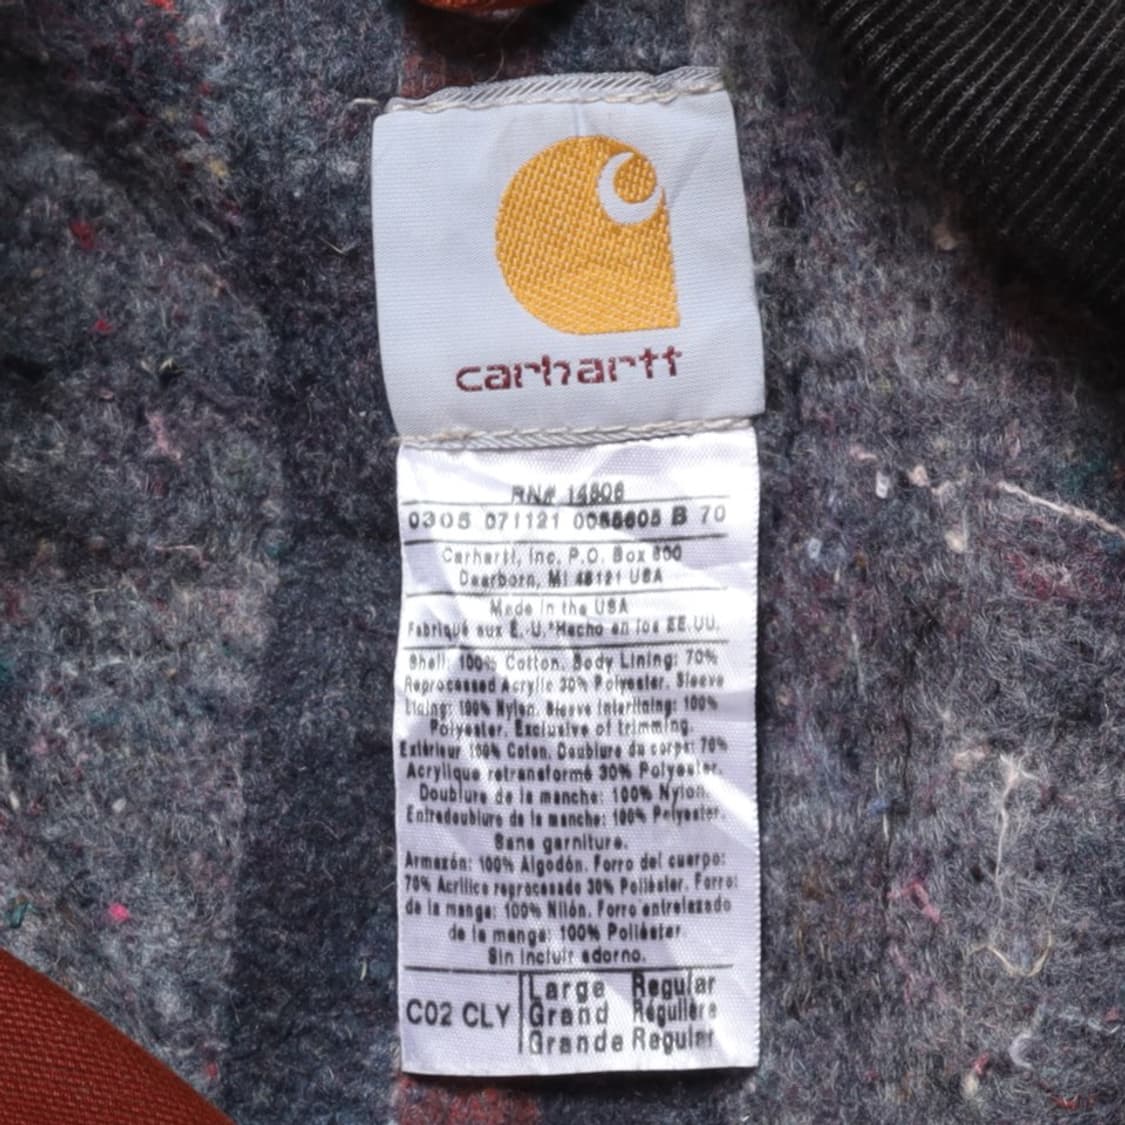 carhartt
RN# 14806
0305 071121 0055605 B 70
Carhartt, Inc. P.O. Box 600
Dearborn, MI 48121 USA
Made in the USA
Fabriqué aux É.-U.*Hecho en los EE.UU.
Shell: 100% Cotton. Body Lining: 70%
Reprocessed Acrylic 30% Polyester. Sleeve
Lining: 100% Nylon. Sleeve Interlining: 100%
Polyester. Exclusive of trimming.
Extérieur 100% Coton. Doublure du corps: 70%
Acrylique retransformé 30% Polyester.
Doublure de la manche: 100% Nylon.
Entredoublure de la manche: 100% Polyester.
Sans garniture.
Armazón: 100% Algodón. Forro del cuerpo:
70% Acrílico reprocesado 30% Poliéster. Forro
de la manga: 100% Nilón. Forro entrelazado
de la manga: 100% Poliéster.
Sin incluir adorno.
C02 CLY
Large Regular
Grand Régulière
Grande Regular